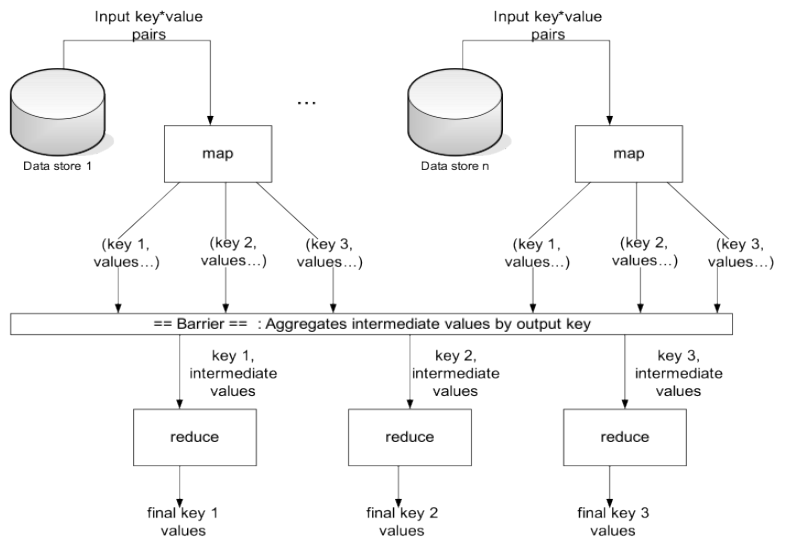 Input key*value
pairs
Input key*value
pairs
...
Data store 1
map
Data store n
map
(key 1,
values...)
(key 2,
values...)
(key 3,
values...)
(key 1,
values...)
(key 2,
values...)
(key 3,
values...)
== Barrier == : Aggregates intermediate values by output key
key 1,
intermediate
values
key 2,
intermediate
values
key 3,
intermediate
values
reduce
reduce
reduce
final key 1
values
final key 2
values
final key 3
values